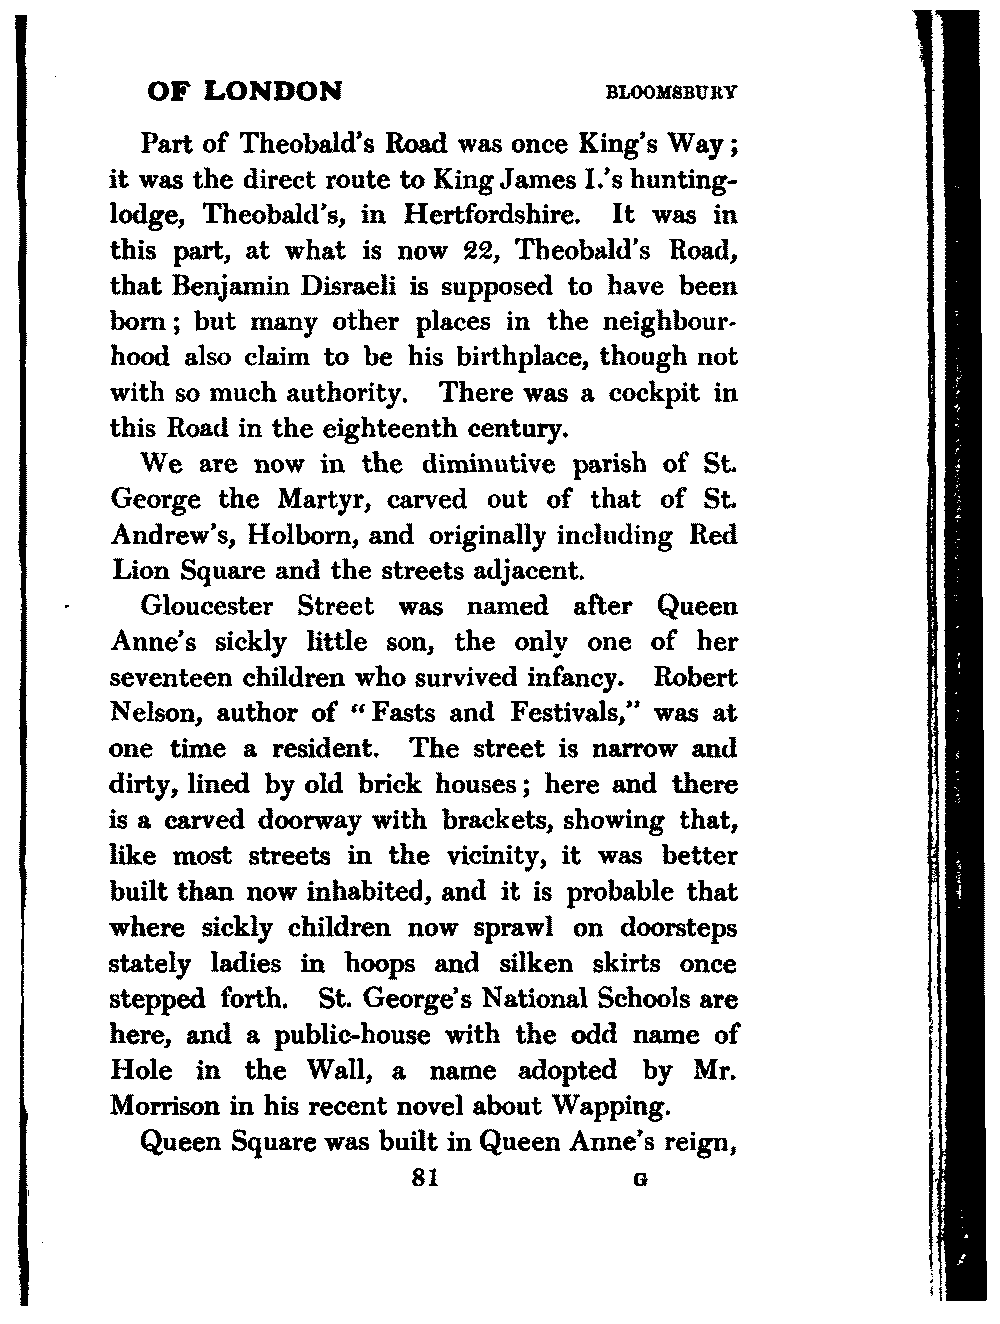 OF LONDON BLOOMSBURY
Part of Theobald's Road was once King's Way;
it was the direct route to King James I.'s hunting-
lodge, Theobald's, in Hertfordshire. It was in
this part, at what is now 22, Theobald's Road,
that Benjamin Disraeli is supposed to have been
born; but many other places in the neighbour-
hood also claim to be his birthplace, though not
with so much authority. There was a cockpit in
this Road in the eighteenth century.
We are now in the diminutive parish of St.
George the Martyr, carved out of that of St.
Andrew's, Holborn, and originally including Red
Lion Square and the streets adjacent.
Gloucester Street was named after Queen
Anne's sickly little son, the only one of her
seventeen children who survived infancy. Robert
Nelson, author of "Fasts and Festivals," was at
one time a resident. The street is narrow and
dirty, lined by old brick houses; here and there
is a carved doorway with brackets, showing that,
like most streets in the vicinity, it was better
built than now inhabited, and it is probable that
where sickly children now sprawl on doorsteps
stately ladies in hoops and silken skirts once
stepped forth. St. George's National Schools are
here, and a public-house with the odd name of
Hole in the Wall, a name adopted by Mr.
Morrison in his recent novel about Wapping.
Queen Square was built in Queen Anne's reign,
81 G